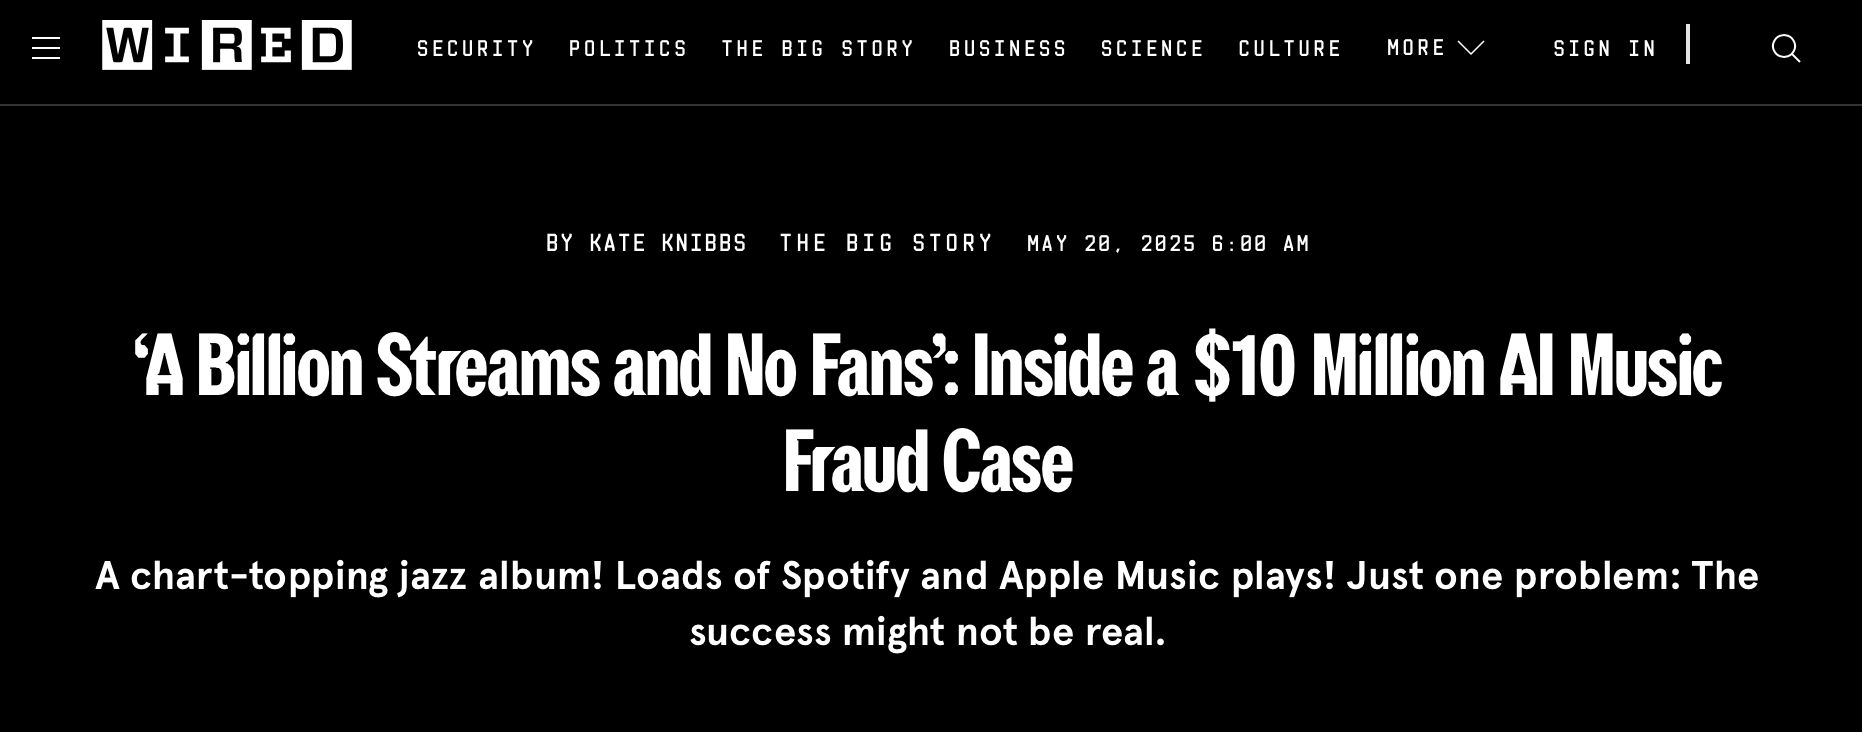 WIRED SECURITY POLITICS THE BIG STORY BUSINESS SCIENCE CULTURE MORE SIGN IN
BY KATE KNIBBS THE BIG STORY MAY 20, 2025 6:00 AM
‘A Billion Streams and No Fans’: Inside a $10 Million AI Music
Fraud Case
A chart-topping jazz album! Loads of Spotify and Apple Music plays! Just one problem: The
success might not be real.